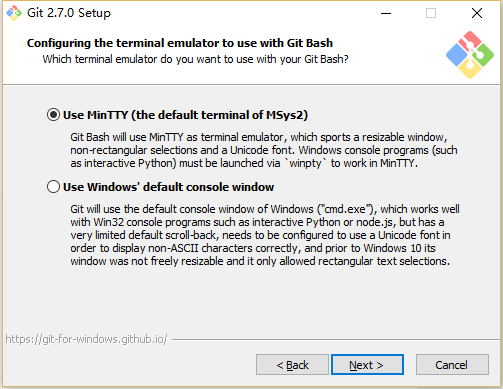 Git 2.7.0 Setup
Configuring the terminal emulator to use with Git Bash
Which terminal emulator do you want to use with your Git Bash?
Use MinTTY (the default terminal of MSys2)
Git Bash will use MinTTY as terminal emulator, which sports a resizable window,
non-rectangular selections and a Unicode font. Windows console programs (such
as interactive Python) must be launched via `winpty` to work in MinTTY.
Use Windows' default console window
Git will use the default console window of Windows ("cmd.exe"), which works well
with Win32 console programs such as interactive Python or node.js, but has a
very limited default scroll-back, needs to be configured to use a Unicode font in
order to display non-ASCII characters correctly, and prior to Windows 10 its
window was not freely resizable and it only allowed rectangular text selections.
https://git-for-windows.github.io/
< Back
Next >
Cancel